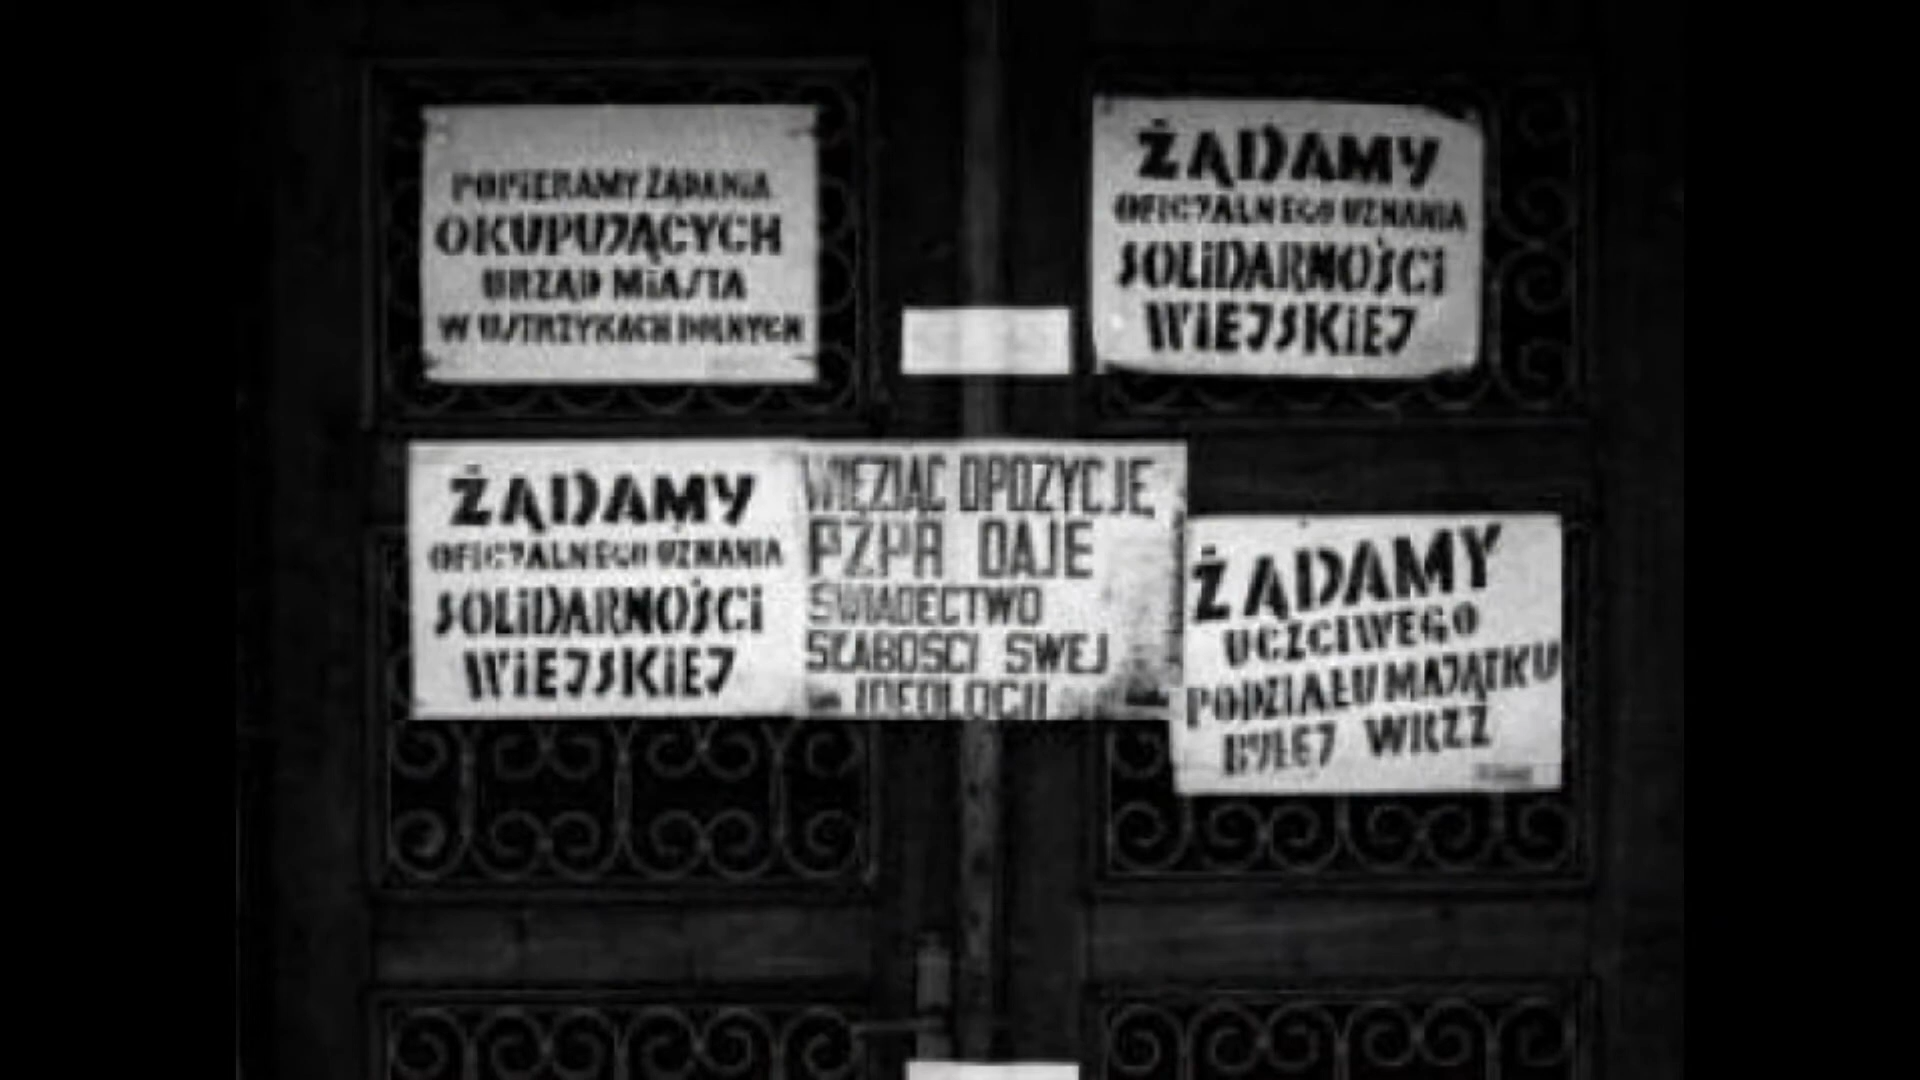 POPIERAMY ŻĄDANIA
OKUPUJĄCYCH
URZĄD MIASTA
W USTRZYKACH DOLNYCH
ŻĄDAMY
OFICJALNEGO UZNANIA
SOLIDARNOŚCI
WIEJSKIEJ
ŻĄDAMY
OFICJALNEGO UZNANIA
SOLIDARNOŚCI
WIEJSKIEJ
WIĘŻIĄC OPOZYCJĘ
PZPR DAJE
ŚWIADECTWO
SŁABOŚCI SWEJ
IDEOLOGII
ŻĄDAMY
UCZCIWEGO
PODZIAŁU MAJĄTKU
BYŁEJ WRZZ